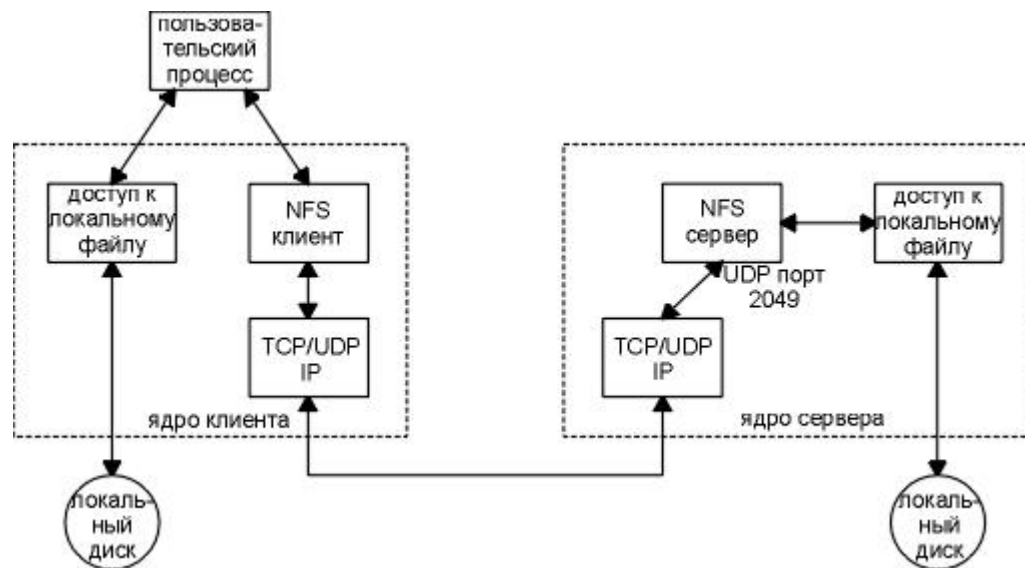 пользова-
тельский
процесс
доступ к
локальному
файлу
NFS
клиент
TCP/UDP
IP
ядро клиента
локаль-
ный
диск
NFS
сервер
доступ к
локальному
файлу
UDP порт
2049
TCP/UDP
IP
ядро сервера
локаль-
ный
диск